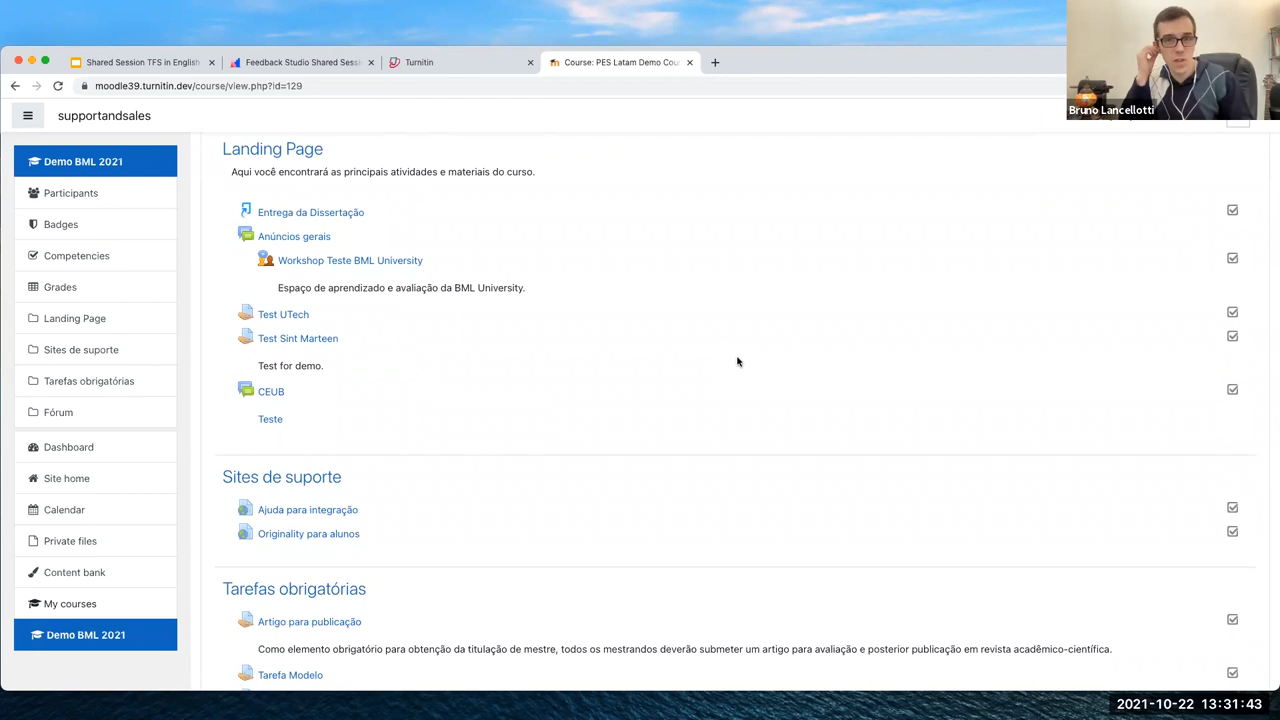 Shared Session TFS in English
Feedback Studio Shared Sessi
Turnitin
Course: PES Latam Demo Cou
moodle39.turnitin.dev/course/view.php?id=129
Bruno Lancellotti
supportandsales
Demo BML 2021
Participants
Badges
Competencies
Grades
Landing Page
Sites de suporte
Tarefas obrigatórias
Fórum
Dashboard
Site home
Calendar
Private files
Content bank
My courses
Demo BML 2021
Landing Page
Aqui você encontrará as principais atividades e materiais do curso.
Entrega da Dissertação
Anúncios gerais
Workshop Teste BML University
Espaço de aprendizado e avaliação da BML University.
Test UTech
Test Sint Marteen
Test for demo.
CEUB
Teste
Sites de suporte
Ajuda para integração
Originality para alunos
Tarefas obrigatórias
Artigo para publicação
Como elemento obrigatório para obtenção da titulação de mestre, todos os mestrandos deverão submeter um artigo para avaliação e posterior publicação em revista acadêmico-científica.
Tarefa Modelo
2021-10-22 13:31:43